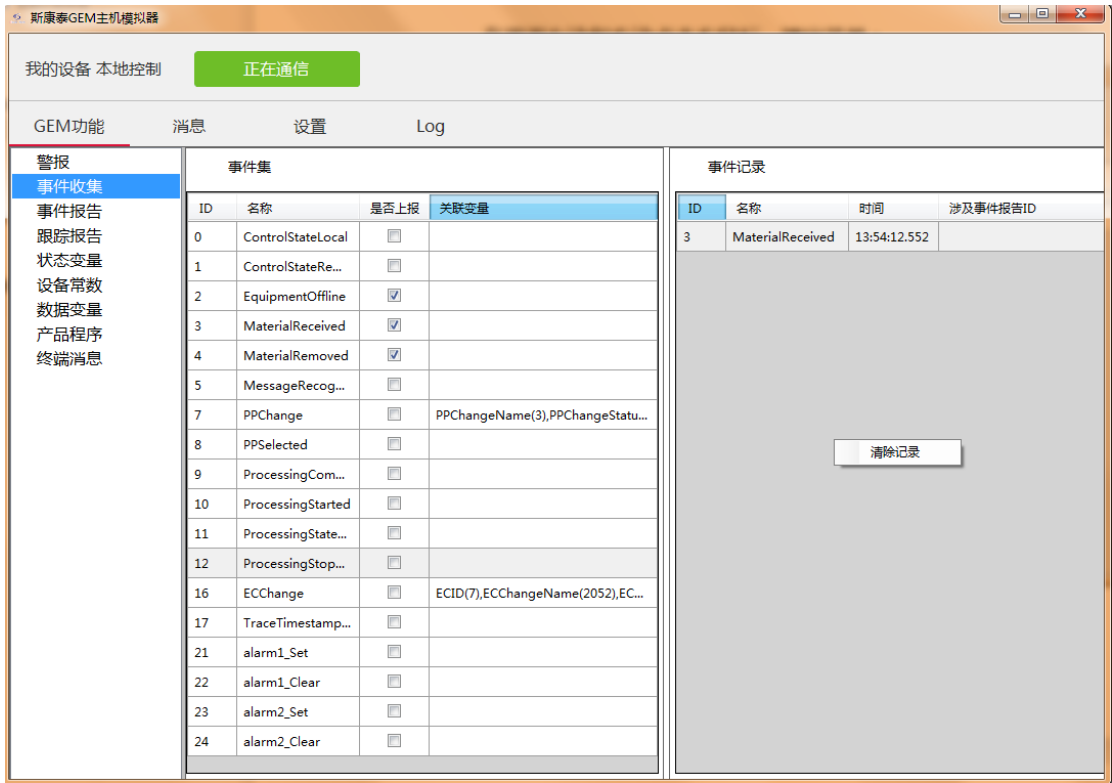 斯康泰GEM主机模拟器
我的设备 本地控制 正在通信
GEM功能 消息 设置 Log
警报
事件收集
事件报告
跟踪报告
状态变量
设备常数
数据变量
产品程序
终端消息
事件集
ID 名称 是否上报 关联变量
0 ControlStateLocal
1 ControlStateRe...
2 EquipmentOffline
3 MaterialReceived
4 MaterialRemoved
5 MessageRecog...
7 PPChange PPChangeName(3),PPChangeStatu...
8 PPSelected
9 ProcessingCom...
10 ProcessingStarted
11 ProcessingState...
12 ProcessingStop...
16 ECChange ECID(7),ECChangeName(2052),EC...
17 TraceTimestamp...
21 alarm1_Set
22 alarm1_Clear
23 alarm2_Set
24 alarm2_Clear
事件记录
ID 名称 时间 涉及事件报告ID
3 MaterialReceived 13:54:12.552
清除记录